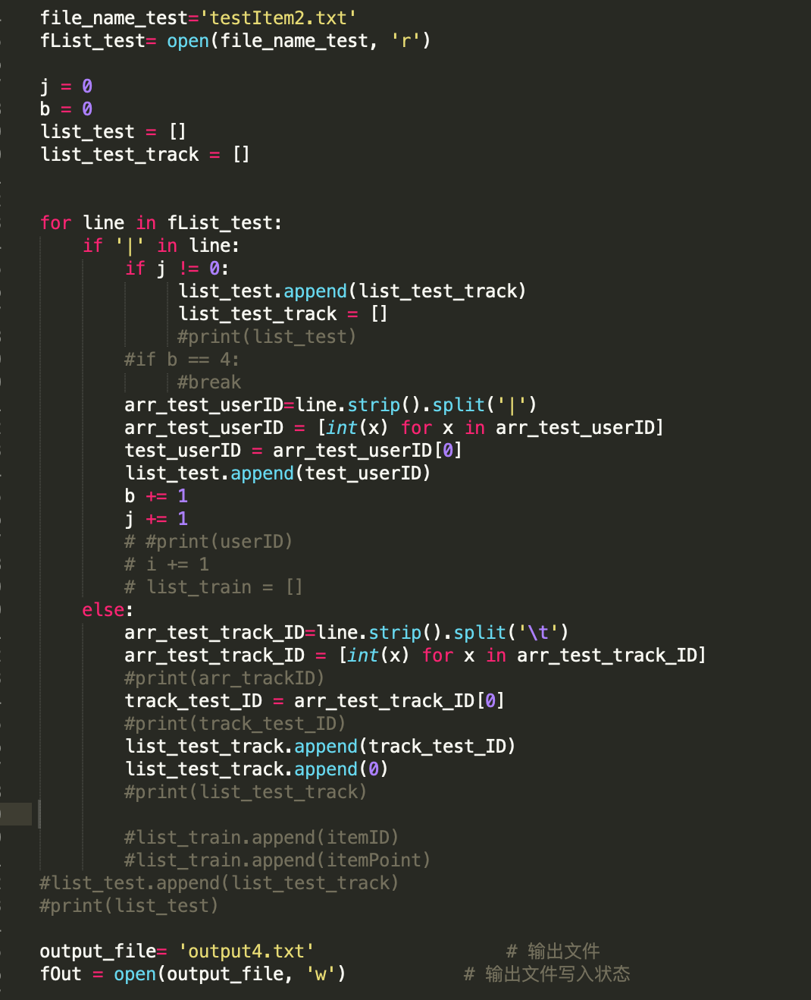 file_name_test='testItem2.txt'
fList_test= open(file_name_test, 'r')
j = 0
b = 0
list_test = []
list_test_track = []
for line in fList_test:
if '|' in line:
if j != 0:
list_test.append(list_test_track)
list_test_track = []
#print(list_test)
#if b == 4:
#break
arr_test_userID=line.strip().split('|')
arr_test_userID = [int(x) for x in arr_test_userID]
test_userID = arr_test_userID[0]
list_test.append(test_userID)
b += 1
j += 1
# #print(userID)
# i += 1
# list_train = []
else:
arr_test_track_ID=line.strip().split('\t')
arr_test_track_ID = [int(x) for x in arr_test_track_ID]
#print(arr_trackID)
track_test_ID = arr_test_track_ID[0]
#print(track_test_ID)
list_test_track.append(track_test_ID)
list_test_track.append(0)
#print(list_test_track)
#list_train.append(itemID)
#list_train.append(itemPoint)
#list_test.append(list_test_track)
#print(list_test)
output_file= 'output4.txt' # 输出文件
fOut = open(output_file, 'w') # 输出文件写入状态